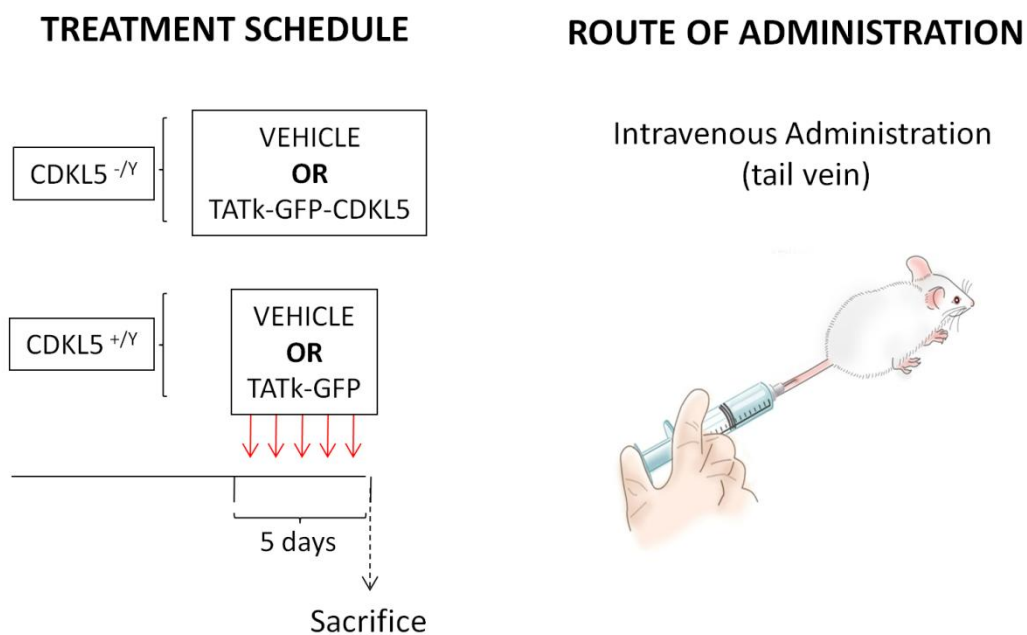 TREATMENT SCHEDULE
ROUTE OF ADMINISTRATION
CDKL5 -/Y
VEHICLE
OR
TATk-GFP-CDKL5
CDKL5 +/Y
VEHICLE
OR
TATk-GFP
5 days
Sacrifice
Intravenous Administration
(tail vein)